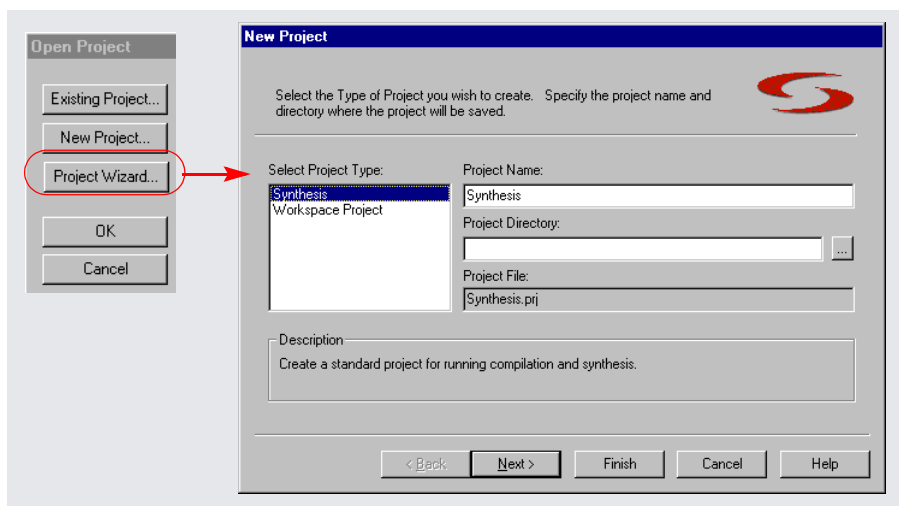 Open Project
Existing Project...
New Project...
Project Wizard...
OK
Cancel
New Project
Select the Type of Project you wish to create. Specify the project name and
directory where the project will be saved.
Select Project Type:
Synthesis
Workspace Project
Project Name:
Synthesis
Project Directory:
...
Project File:
Synthesis.prj
Description
Create a standard project for running compilation and synthesis.
< Back
Next >
Finish
Cancel
Help